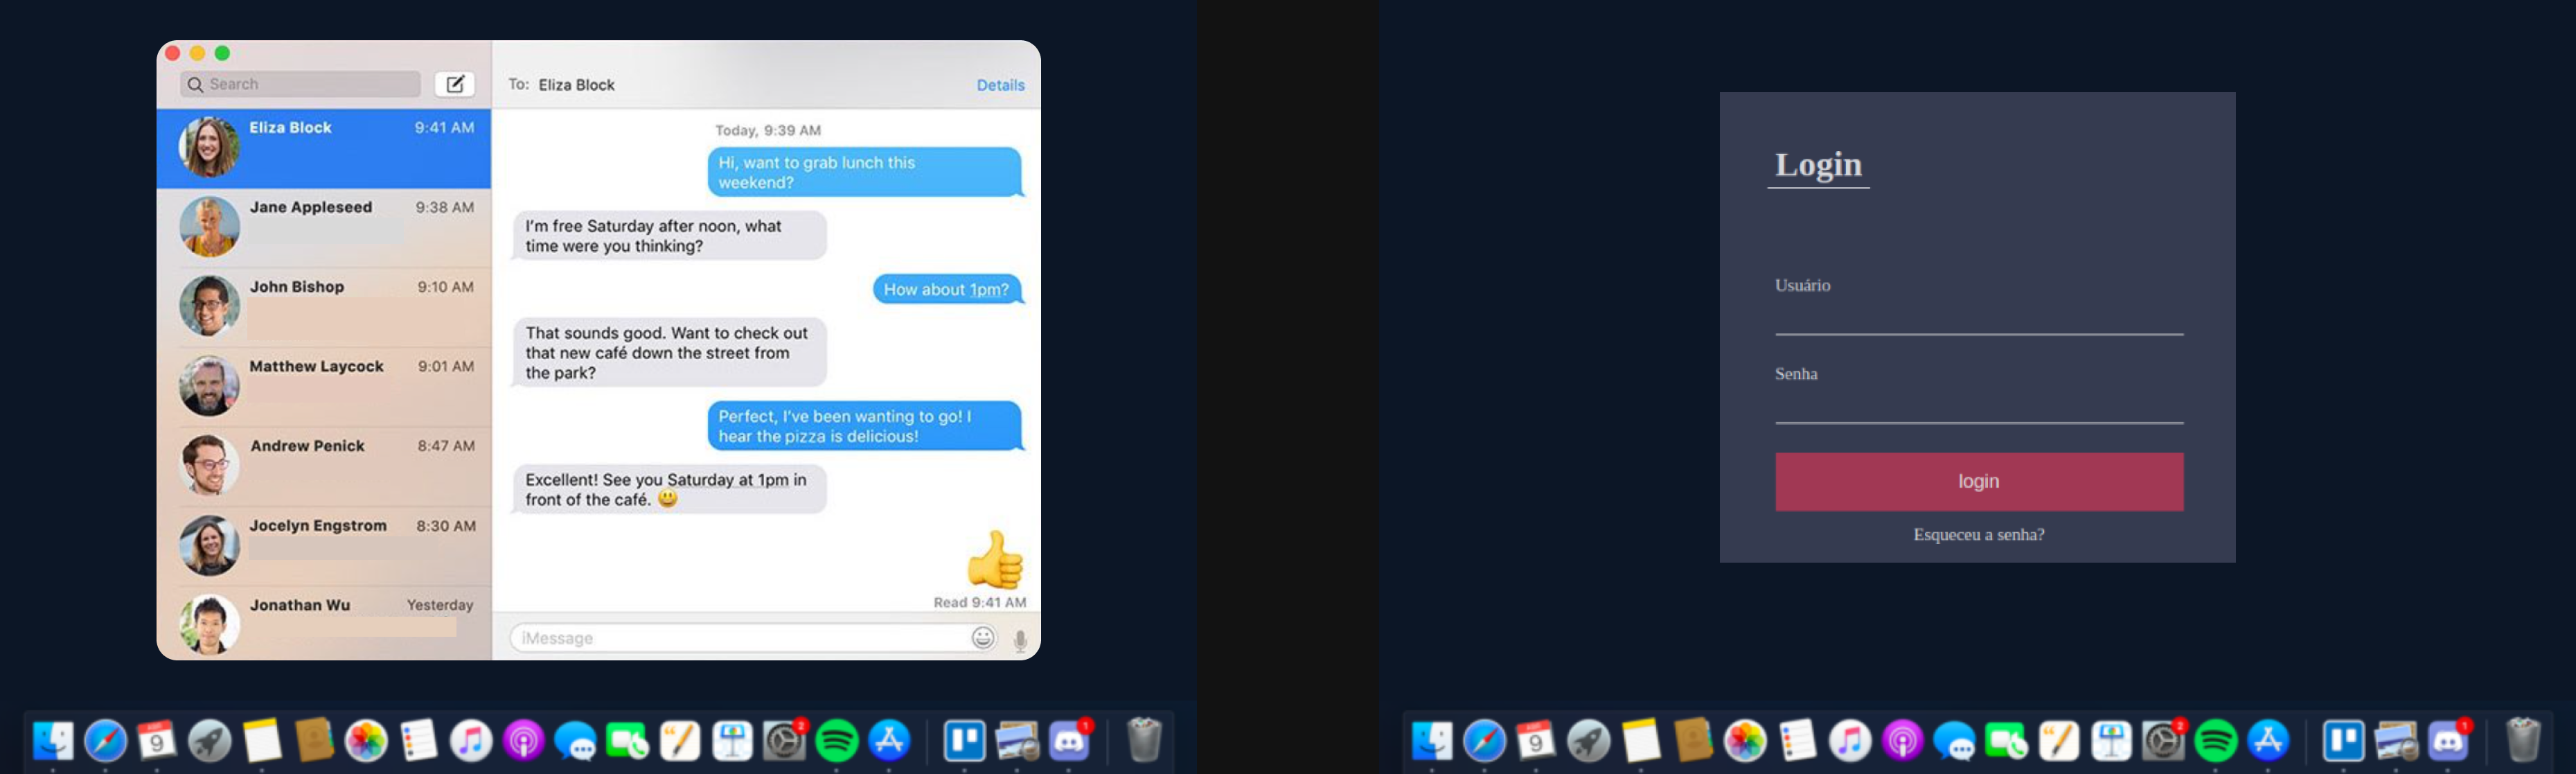 Search
To: Eliza Block
Details
Eliza Block
9:41 AM
Jane Appleseed
9:38 AM
John Bishop
9:10 AM
Matthew Laycock
9:01 AM
Andrew Penick
8:47 AM
Jocelyn Engstrom
8:30 AM
Jonathan Wu
Yesterday
Today, 9:39 AM
Hi, want to grab lunch this
weekend?
I'm free Saturday after noon, what
time were you thinking?
How about 1pm?
That sounds good. Want to check out
that new café down the street from
the park?
Perfect, I've been wanting to go! I
hear the pizza is delicious!
Excellent! See you Saturday at 1pm in
front of the café. 😃
Read 9:41 AM
iMessage
9
2
1
Login
Usuário
Senha
login
Esqueceu a senha?
9
2
1